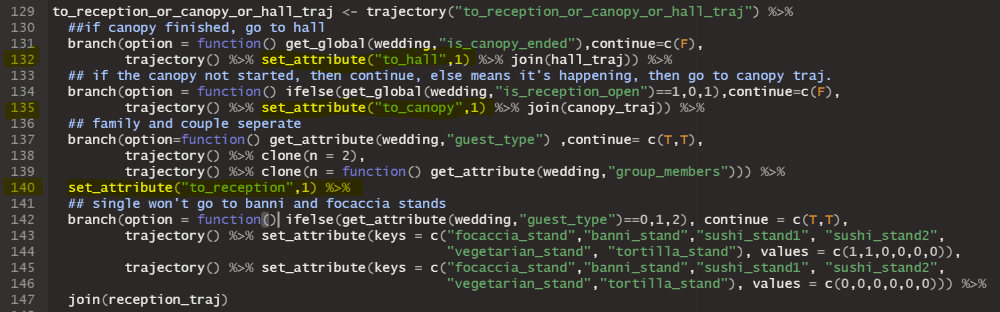 129 to_reception_or_canopy_or_hall_traj <- trajectory("to_reception_or_canopy_or_hall_traj") %>%
130 ##if canopy finished, go to hall
131 branch(option = function() get_global(wedding,"is_canopy_ended"),continue=c(F),
132 trajectory() %>% set_attribute("to_hall",1) %>% join(hall_traj)) %>%
133 ## if the canopy not started, then continue, else means it's happening, then go to canopy traj.
134 branch(option = function() ifelse(get_global(wedding,"is_reception_open")==1,0,1),continue=c(F),
135 trajectory() %>% set_attribute("to_canopy",1) %>% join(canopy_traj)) %>%
136 ## family and couple seperate
137 branch(option=function() get_attribute(wedding,"guest_type") ,continue= c(T,T),
138 trajectory() %>% clone(n = 2),
139 trajectory() %>% clone(n = function() get_attribute(wedding,"group_members"))) %>%
140 set_attribute("to_reception",1) %>%
141 ## single won't go to banni and focaccia stands
142 branch(option = function() ifelse(get_attribute(wedding,"guest_type")==0,1,2), continue = c(T,T),
143 trajectory() %>% set_attribute(keys = c("focaccia_stand","banni_stand","sushi_stand1", "sushi_stand2",
144 "vegetarian_stand", "tortilla_stand"), values = c(1,1,0,0,0,0)),
145 trajectory() %>% set_attribute(keys = c("focaccia_stand","banni_stand","sushi_stand1", "sushi_stand2",
146 "vegetarian_stand","tortilla_stand"), values = c(0,0,0,0,0,0))) %>%
147 join(reception_traj)